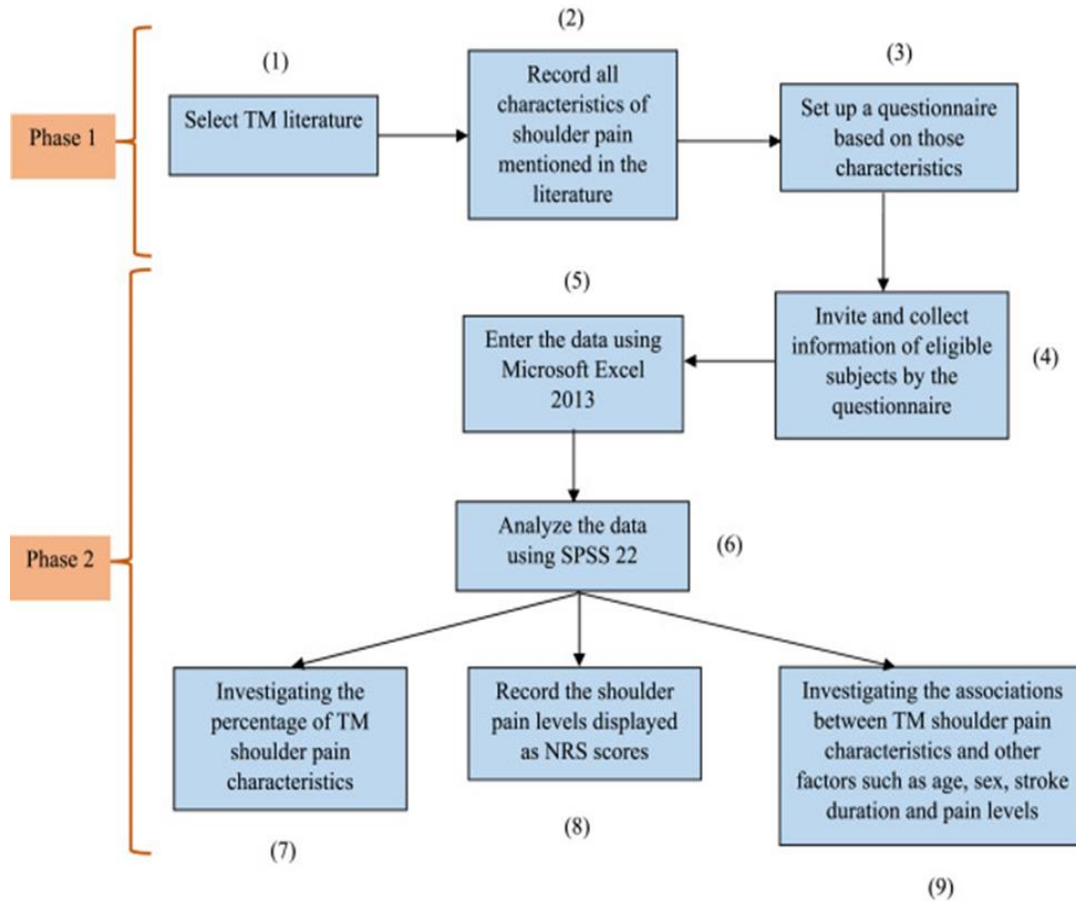 (1)
Select TM literature
(2)
Record all
characteristics of
shoulder pain
mentioned in the
literature
(3)
Set up a questionnaire
based on those
characteristics
Phase 1
(4)
Invite and collect
information of eligible
subjects by the
questionnaire
(5)
Enter the data using
Microsoft Excel
2013
Analyze the data
using SPSS 22
(6)
Phase 2
Investigating the
percentage of TM
shoulder pain
characteristics
(7)
Record the shoulder
pain levels displayed
as NRS scores
(8)
Investigating the associations
between TM shoulder pain
characteristics and other
factors such as age, sex, stroke
duration and pain levels
(9)